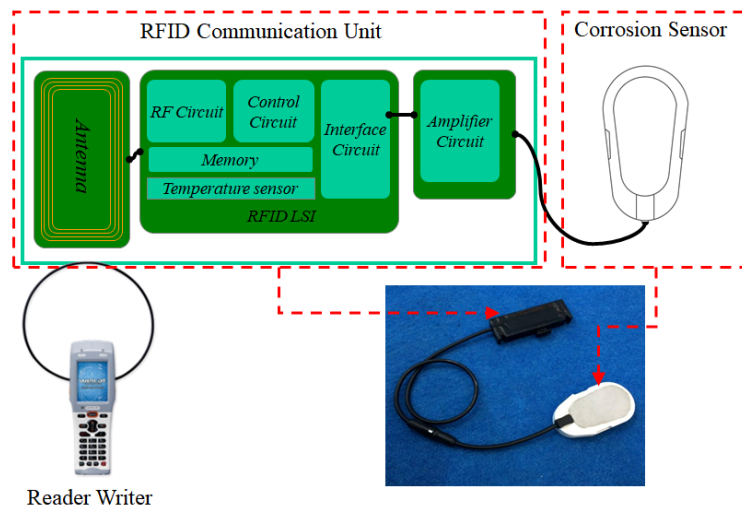 RFID Communication Unit
Corrosion Sensor
Antenna
RF Circuit
Control
Circuit
Interface
Circuit
Amplifier
Circuit
Memory
Temperature sensor
RFID LSI
Reader Writer